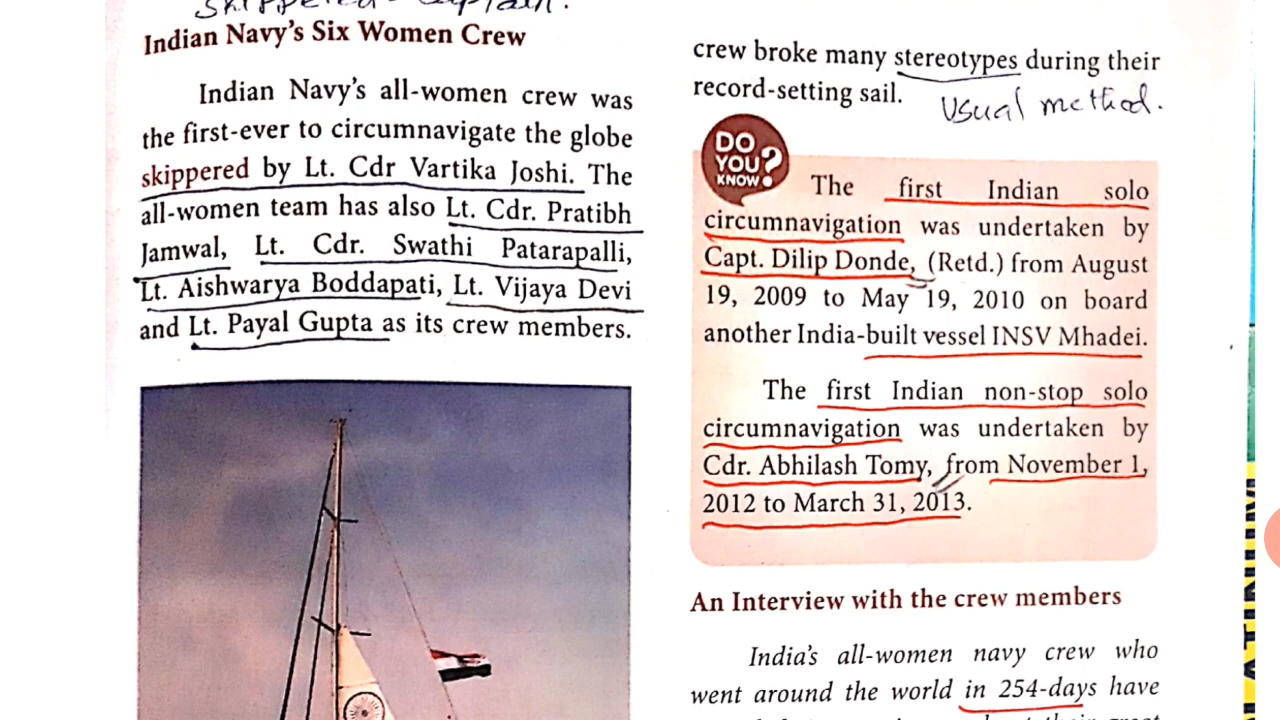 skippered - Captain.
Indian Navy's Six Women Crew
Indian Navy's all-women crew was
the first-ever to circumnavigate the globe
skippered by Lt. Cdr Vartika Joshi. The
all-women team has also Lt. Cdr. Pratibh
Jamwal, Lt. Cdr. Swathi Patarapalli,
Lt. Aishwarya Boddapati, Lt. Vijaya Devi
and Lt. Payal Gupta as its crew members.
crew broke many stereotypes during their
record-setting sail.
Usual method.
DO
YOU
KNOW
?
The first Indian solo
circumnavigation was undertaken by
Capt. Dilip Donde, (Retd.) from August
19, 2009 to May 19, 2010 on board
another India-built vessel INSV Mhadei.
The first Indian non-stop solo
circumnavigation was undertaken by
Cdr. Abhilash Tomy, from November 1,
2012 to March 31, 2013.
An Interview with the crew members
India's all-women navy crew who
went around the world in 254-days have